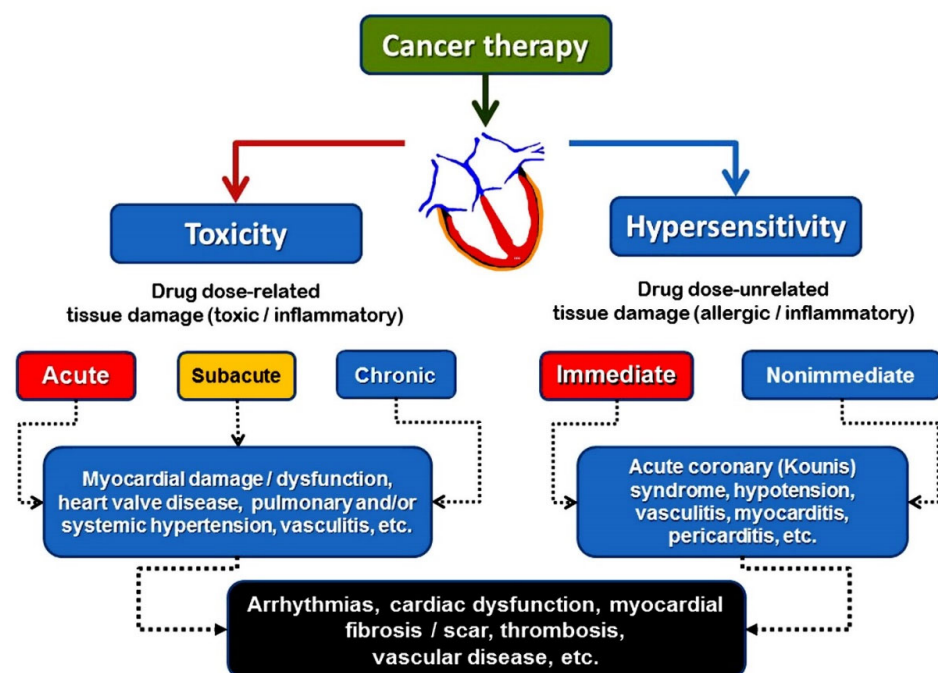 Cancer therapy
Toxicity
Hypersensitivity
Drug dose-related
tissue damage (toxic / inflammatory)
Drug dose-unrelated
tissue damage (allergic / inflammatory)
Acute
Subacute
Chronic
Immediate
Nonimmediate
Myocardial damage / dysfunction,
heart valve disease, pulmonary and/or
systemic hypertension, vasculitis, etc.
Acute coronary (Kounis)
syndrome, hypotension,
vasculitis, myocarditis,
pericarditis, etc.
Arrhythmias, cardiac dysfunction, myocardial
fibrosis / scar, thrombosis,
vascular disease, etc.